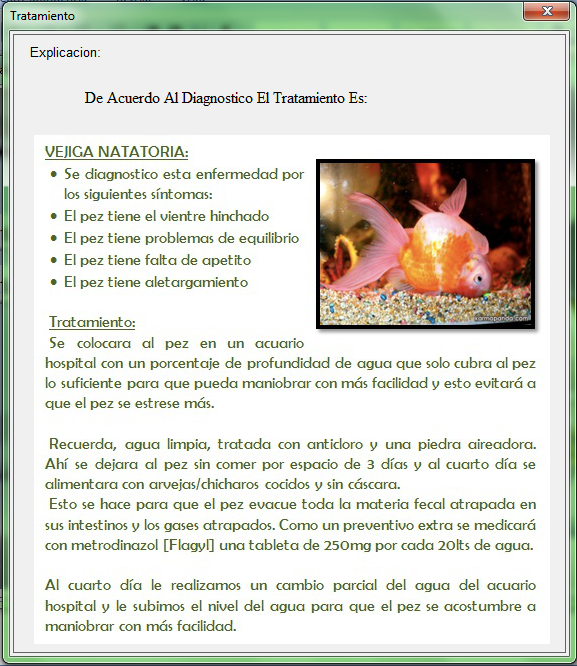 Tratamiento
Explicacion:
De Acuerdo Al Diagnostico El Tratamiento Es:
VEJIGA NATATORIA:
• Se diagnostico esta enfermedad por
los siguientes síntomas:
• El pez tiene el vientre hinchado
• El pez tiene problemas de equilibrio
• El pez tiene falta de apetito
• El pez tiene aletargamiento
karmapanda.com
Tratamiento:
Se colocara al pez en un acuario
hospital con un porcentaje de profundidad de agua que solo cubra al pez
lo suficiente para que pueda maniobrar con más facilidad y esto evitará a
que el pez se estrese más.
Recuerda, agua limpia, tratada con anticloro y una piedra aireadora.
Ahí se dejara al pez sin comer por espacio de 3 días y al cuarto día se
alimentara con arvejas/chicharos cocidos y sin cáscara.
Esto se hace para que el pez evacue toda la materia fecal atrapada en
sus intestinos y los gases atrapados. Como un preventivo extra se medicará
con metrodinazol [Flagyl] una tableta de 250mg por cada 20lts de agua.
Al cuarto día le realizamos un cambio parcial del agua del acuario
hospital y le subimos el nivel del agua para que el pez se acostumbre a
maniobrar con más facilidad.